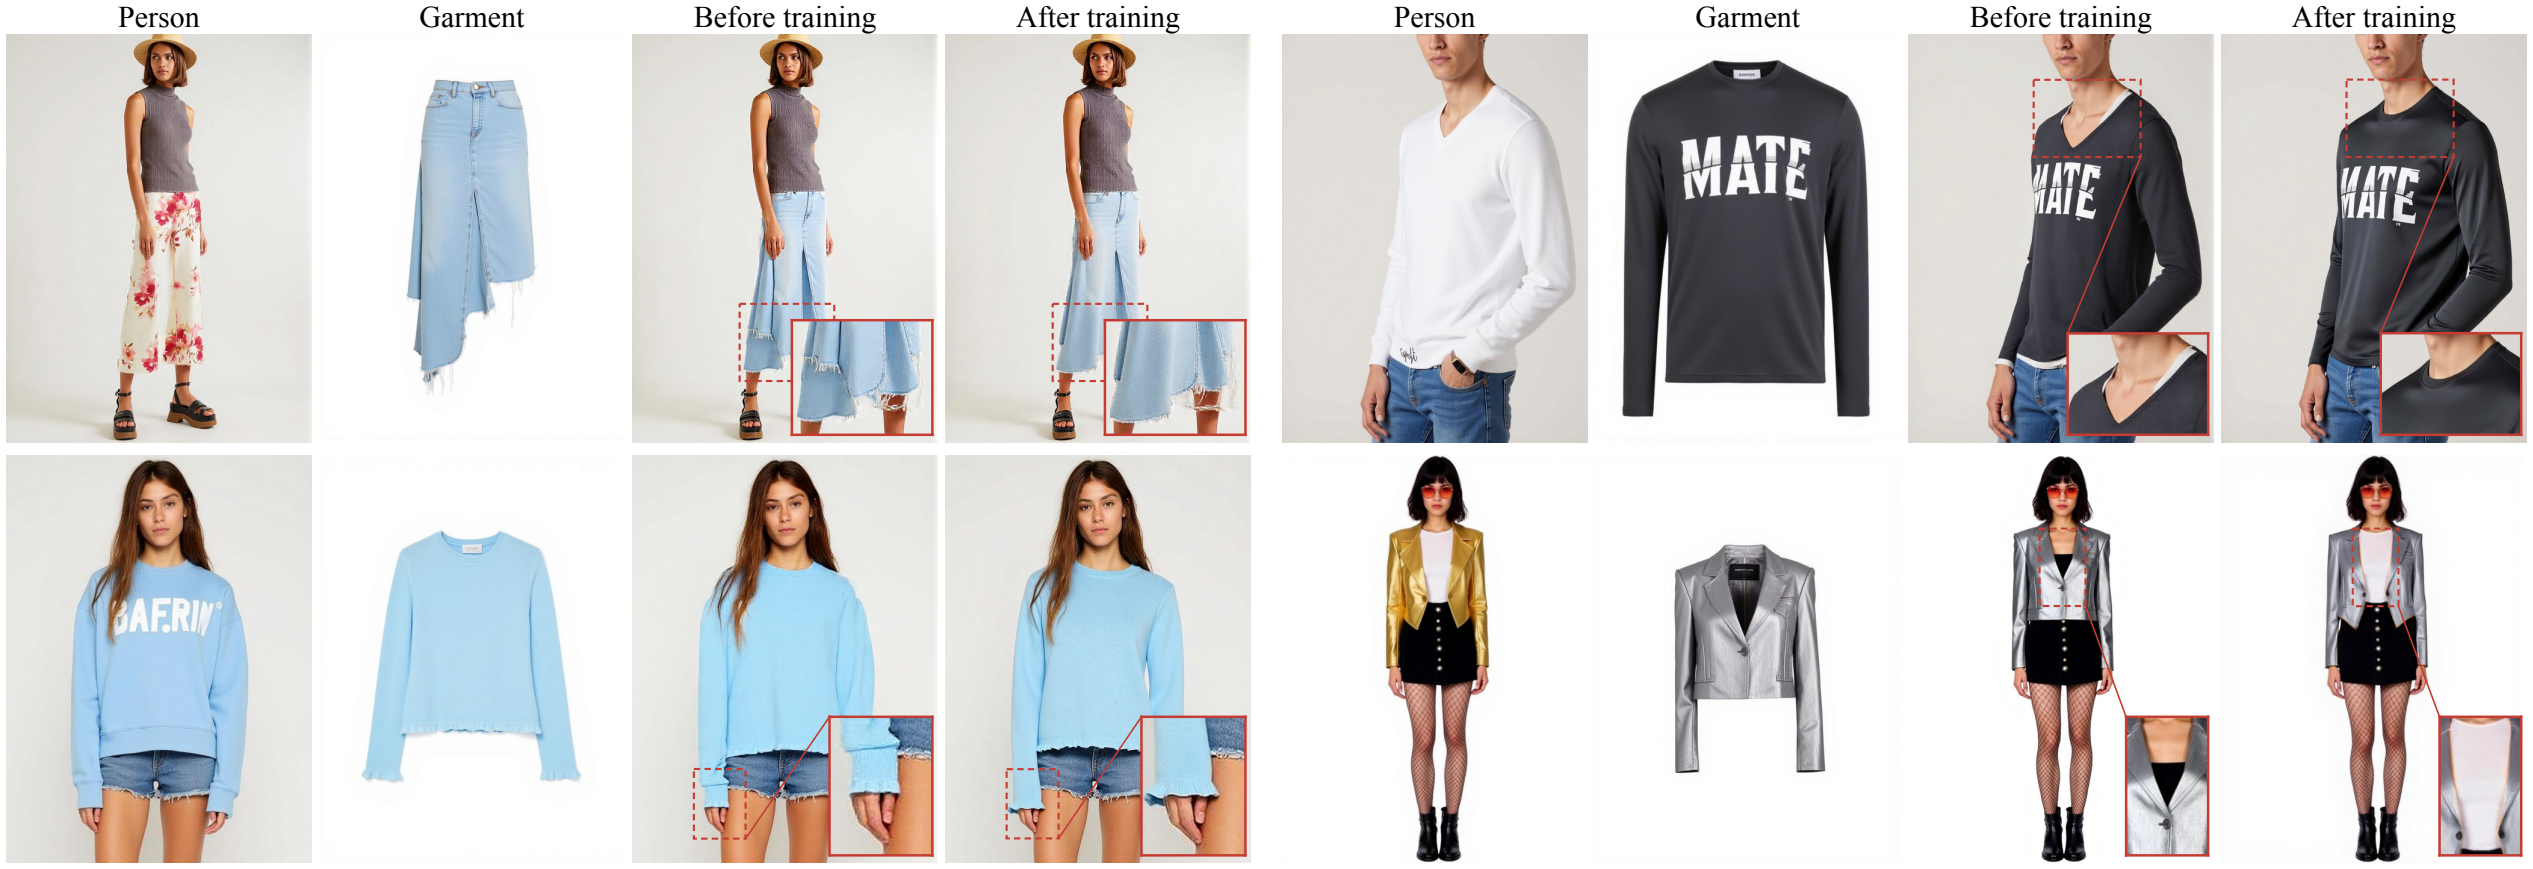 Person Garment Before training After training Person Garment Before training After training
MATE
MATE
MATE
BAF.RIN®